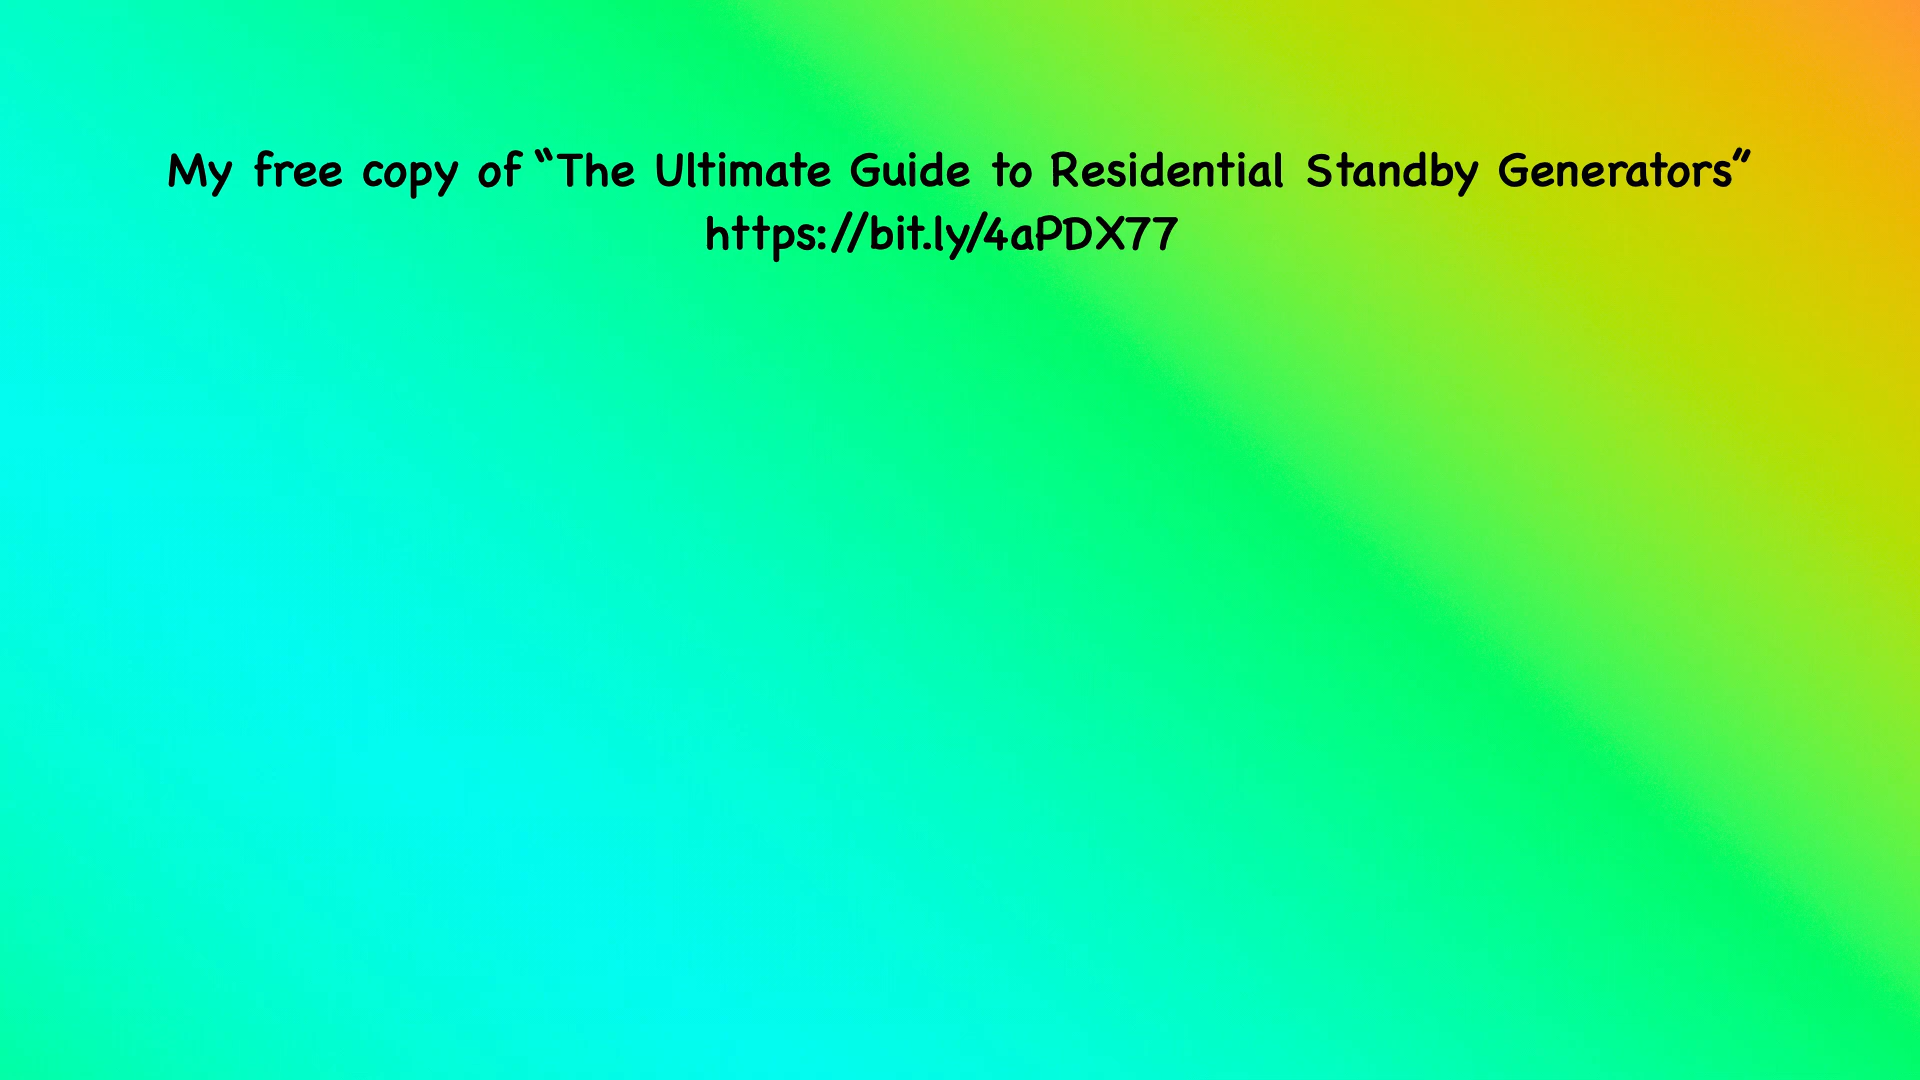 My free copy of “The Ultimate Guide to Residential Standby Generators”
https://bit.ly/4aPDX77